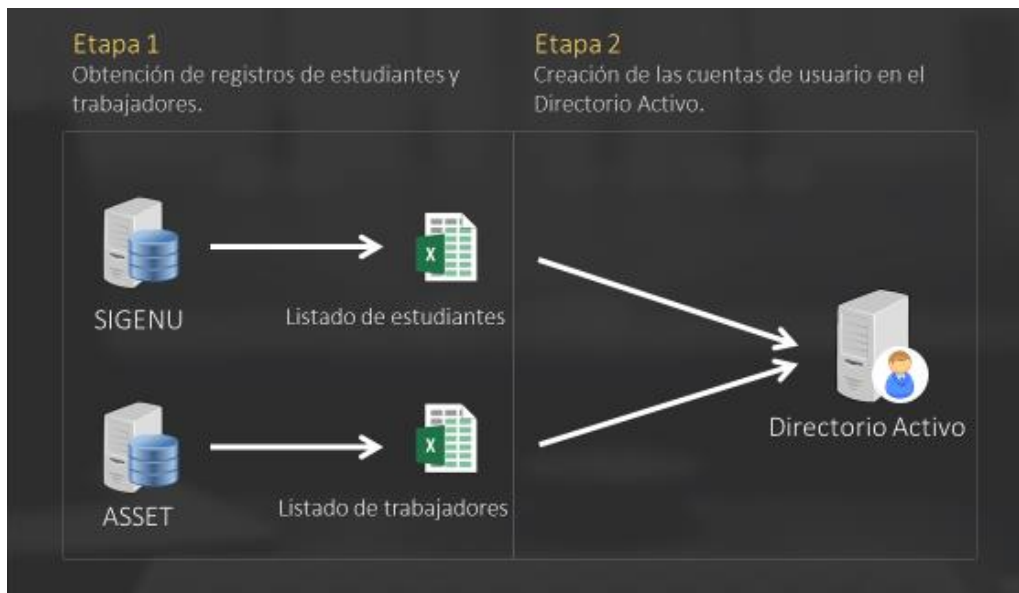 Etapa 1
Obtención de registros de estudiantes y
trabajadores.
Etapa 2
Creación de las cuentas de usuario en el
Directorio Activo.
X
SIGENU
Listado de estudiantes
X
ASSET
Listado de trabajadores
Directorio Activo